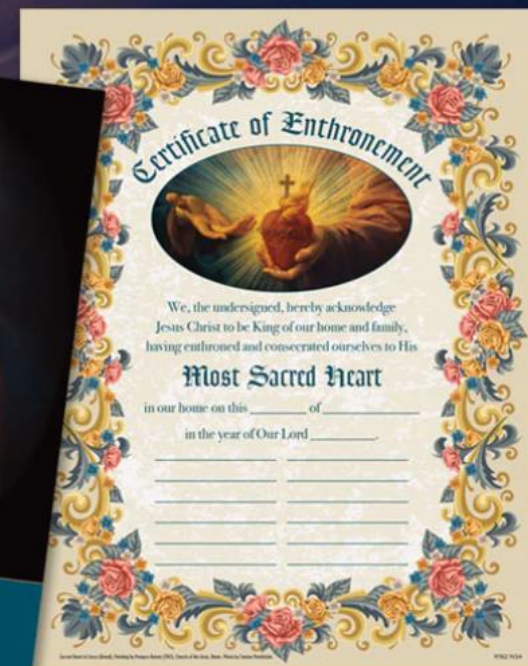 Certificate of Enthronement
We, the undersigned, hereby acknowledge
Jesus Christ to be King of our home and family,
having enthroned and consecrated ourselves to His
Most Sacred Heart
in our home on this ________ of ______________
in the year of Our Lord __________.